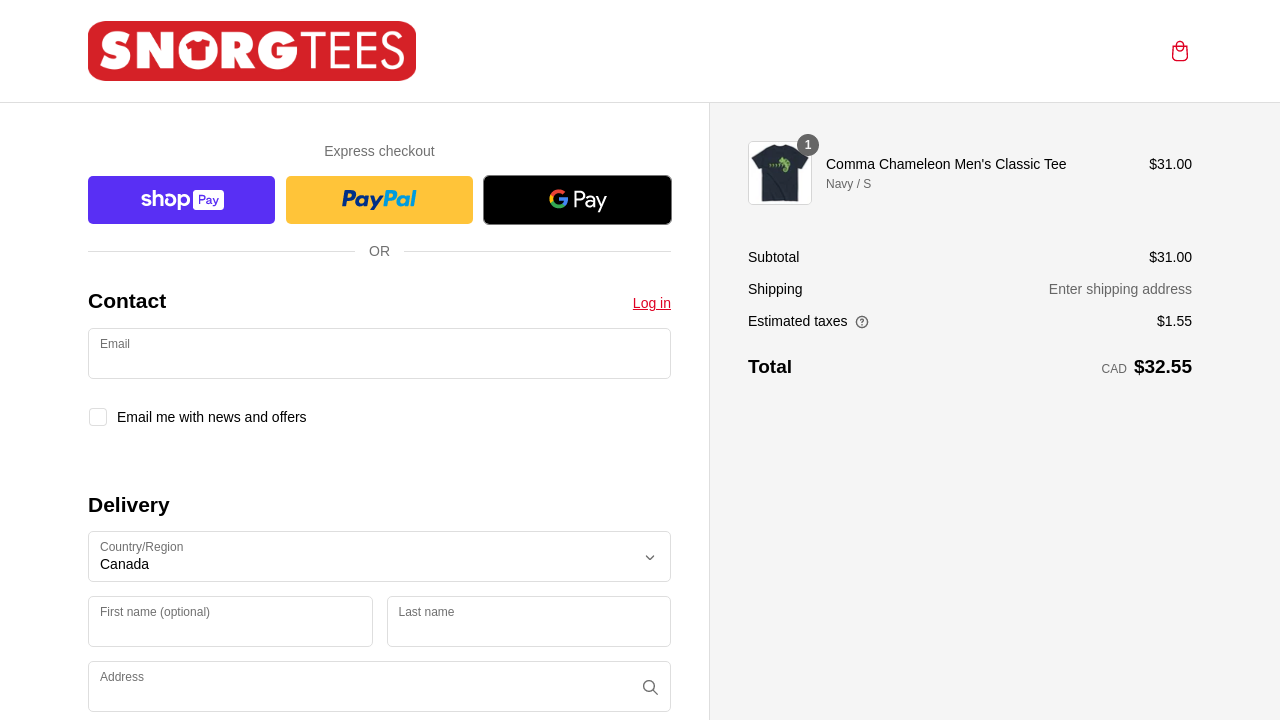 SNORGTEES
Express checkout
shop Pay
PayPal
G Pay
OR
Contact
Log in
Email
Email me with news and offers
Delivery
Country/Region
Canada
First name (optional)
Last name
Address
1
Comma Chameleon Men's Classic Tee
$31.00
Navy / S
Subtotal
$31.00
Shipping
Enter shipping address
Estimated taxes
$1.55
Total
CAD $32.55